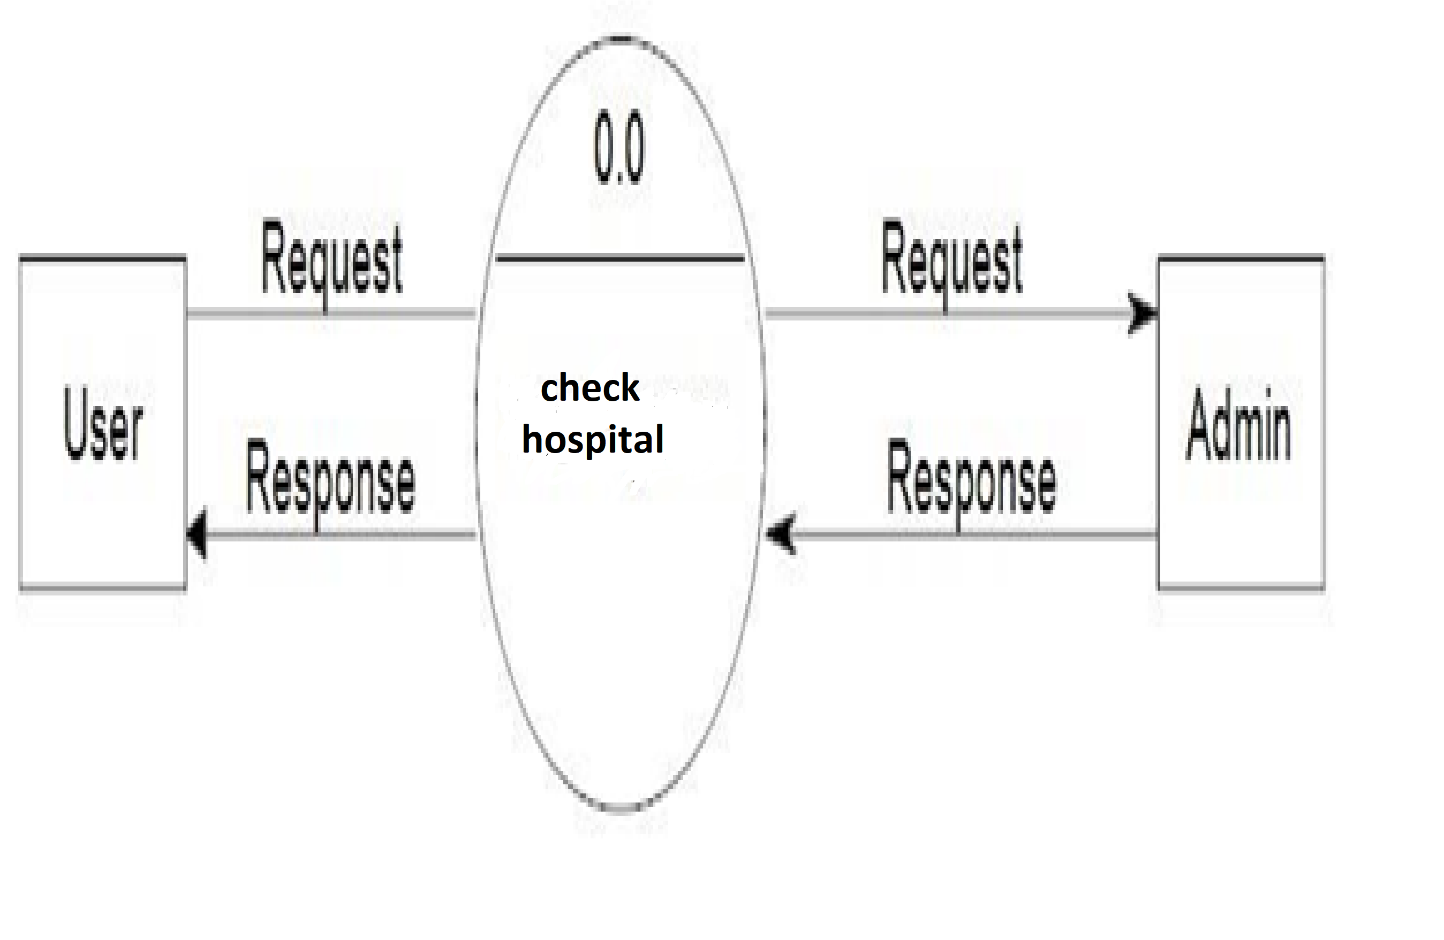 0.0
Request
Request
check
hospital
User
Admin
Response
Response